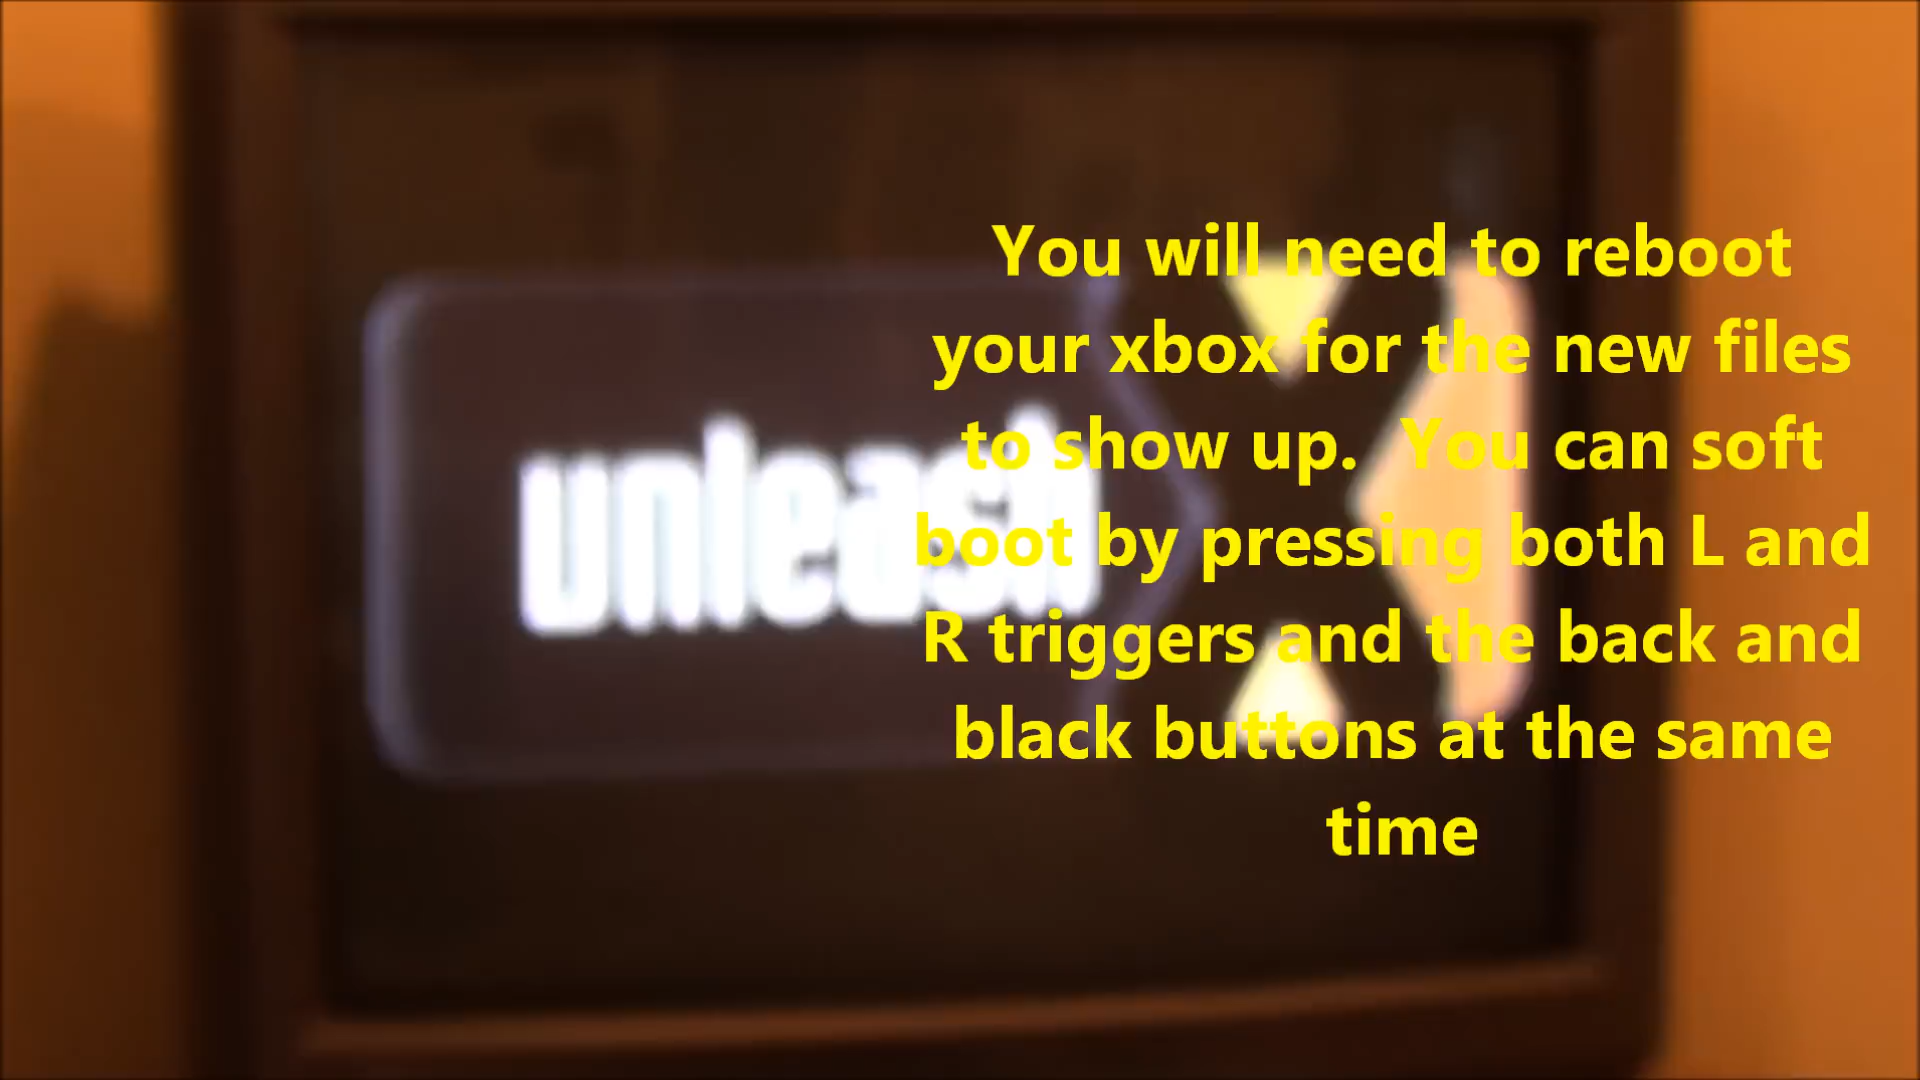 You will need to reboot
your xbox for the new files
to show up.  You can soft
boot by pressing both L and
R triggers and the back and
black buttons at the same
time
unleash